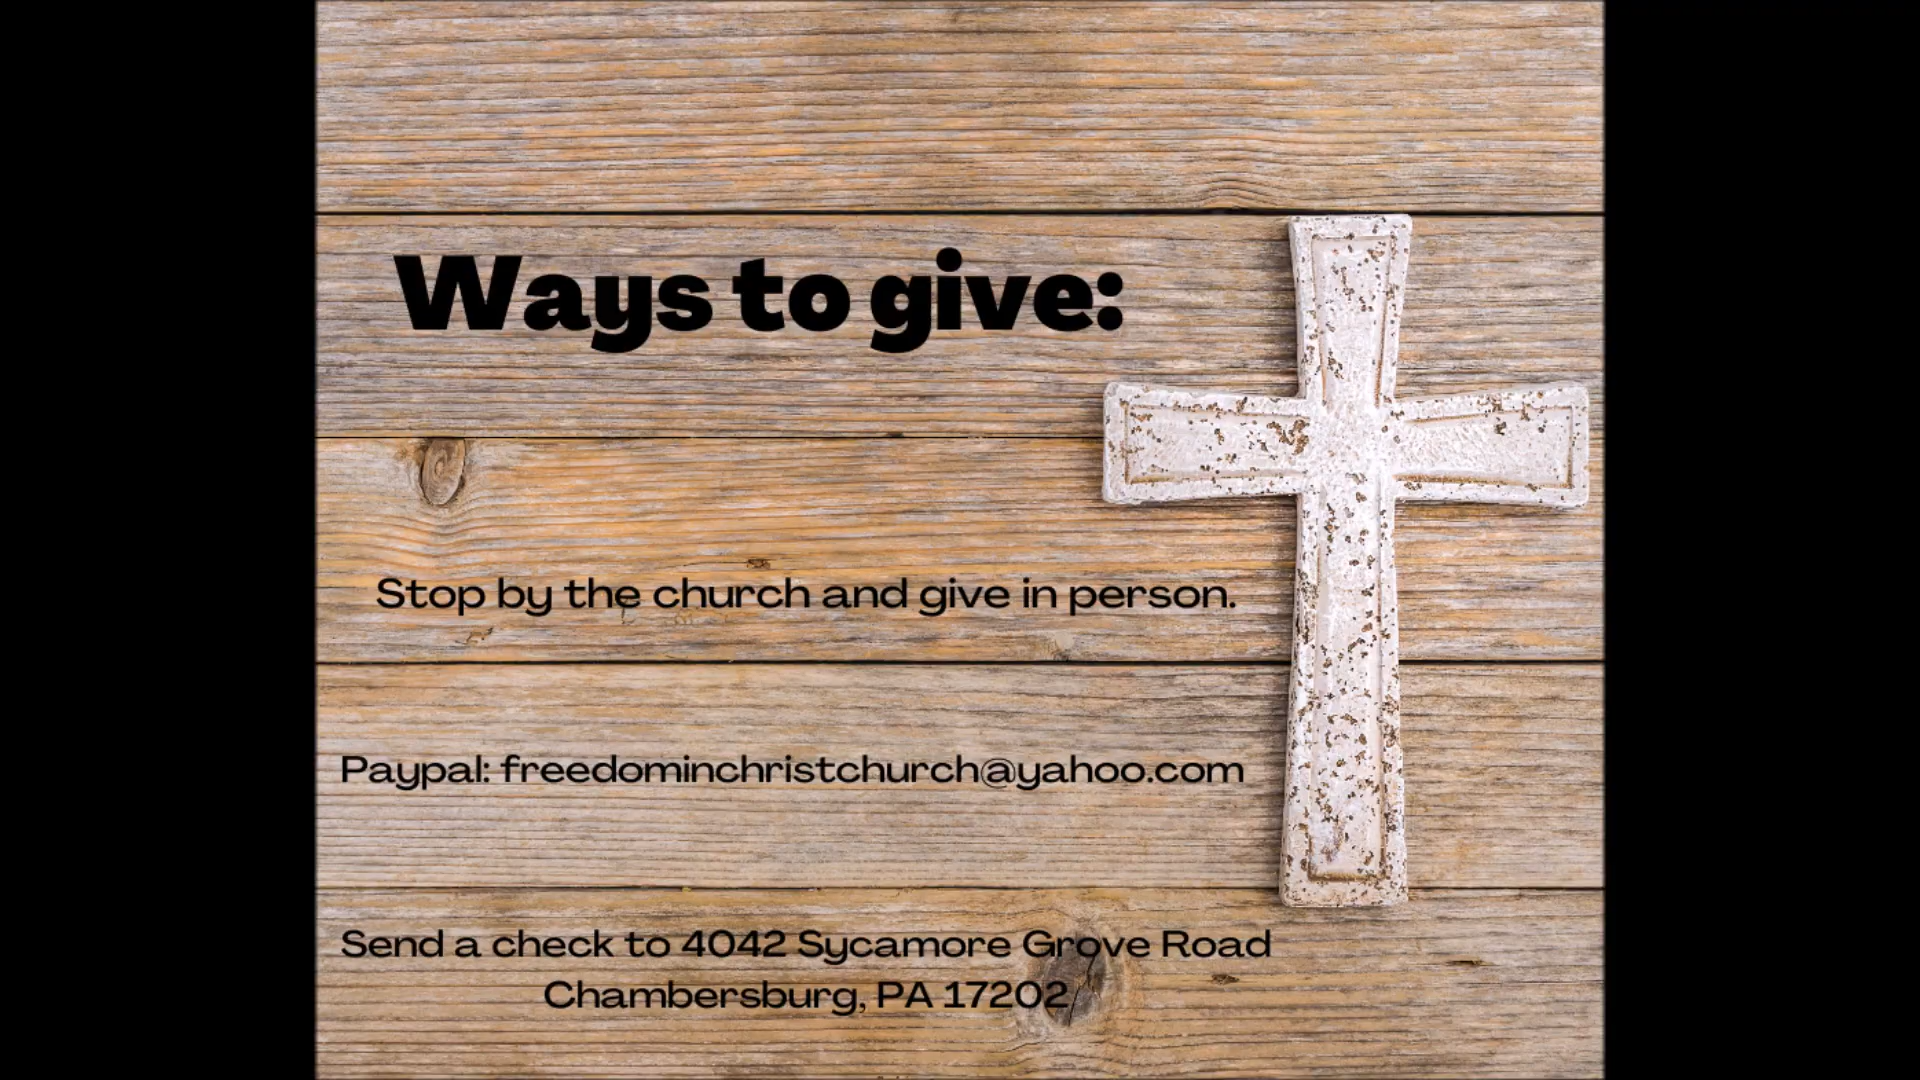 Ways to give:
Stop by the church and give in person.
Paypal: freedominchristchurch@yahoo.com
Send a check to 4042 Sycamore Grove Road
Chambersburg, PA 17202